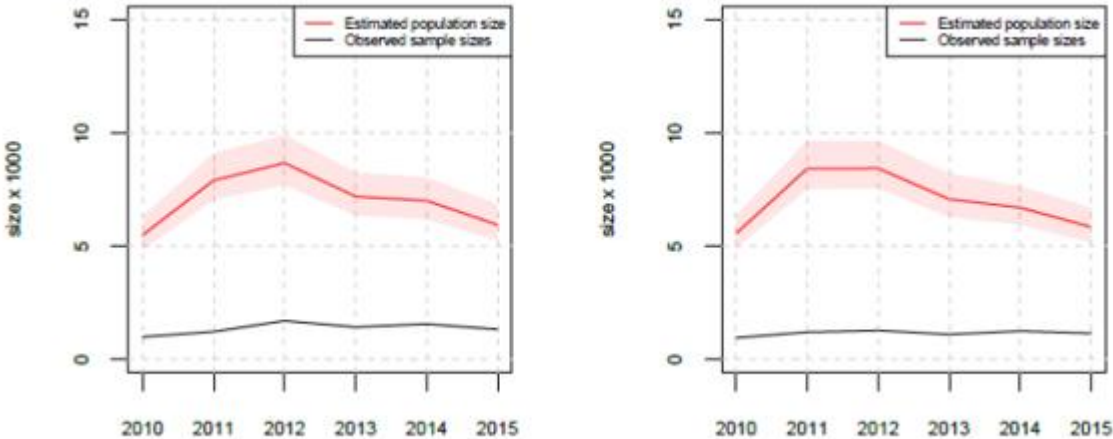 Estimated population size
Observed sample sizes
15
10
5
0
size x 1000
2010 2011 2012 2013 2014 2015
Estimated population size
Observed sample sizes
15
10
5
0
size x 1000
2010 2011 2012 2013 2014 2015